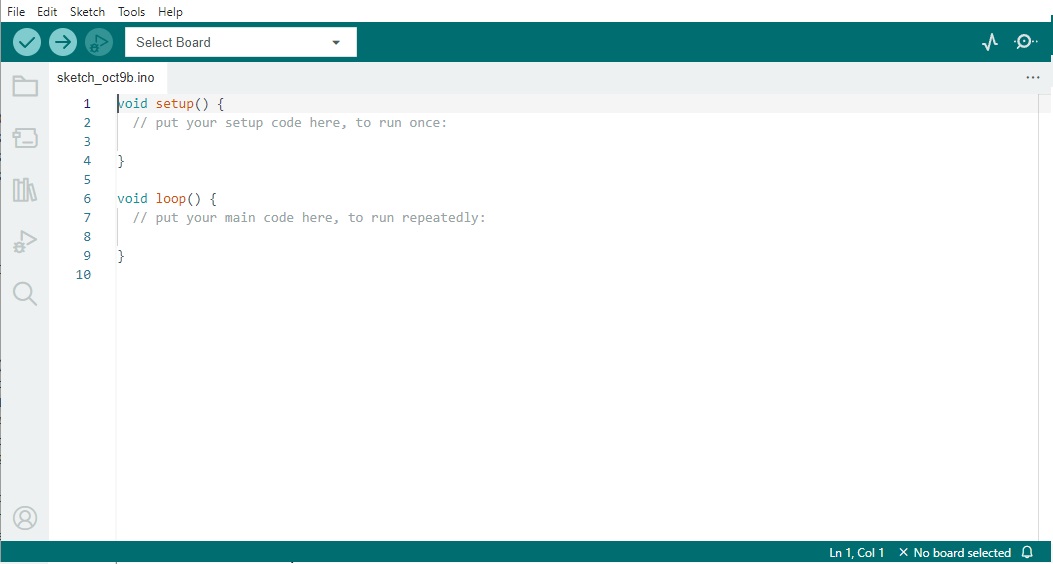 File Edit Sketch Tools Help
Select Board
sketch_oct9b.ino
1 void setup() {
2   // put your setup code here, to run once:
3
4 }
5
6 void loop() {
7   // put your main code here, to run repeatedly:
8
9 }
10
Ln 1, Col 1 × No board selected